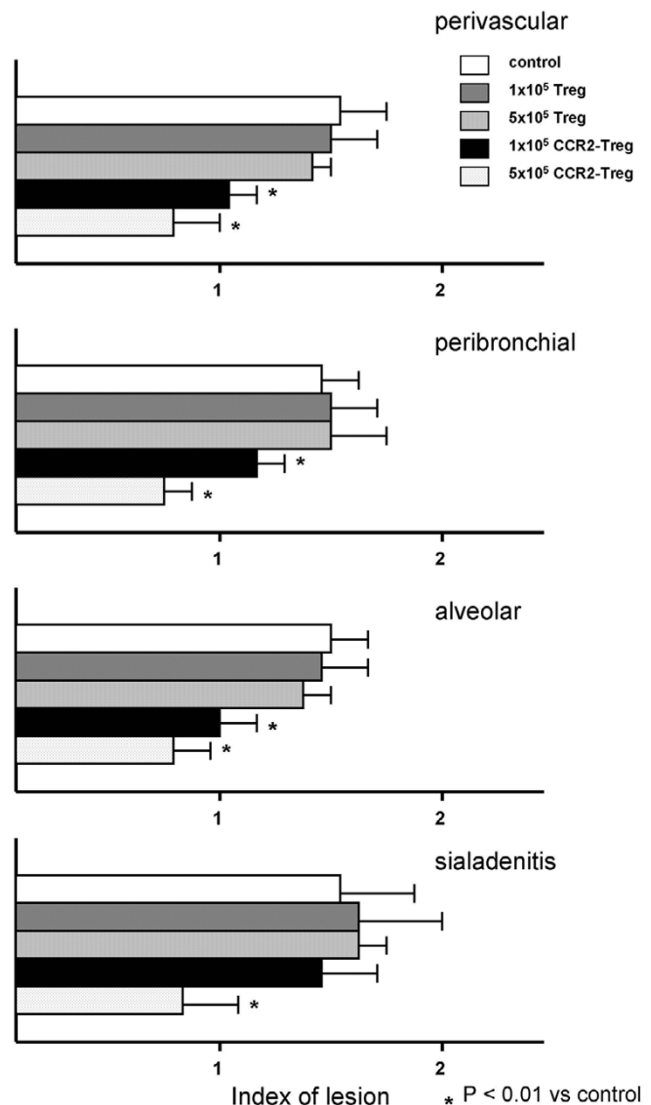 perivascular
control
1x10⁵ Treg
5x10⁵ Treg
1x10⁵ CCR2-Treg
5x10⁵ CCR2-Treg
*
*
1 2
peribronchial
*
*
1 2
alveolar
*
*
1 2
sialadenitis
*
1 2
Index of lesion * P < 0.01 vs control